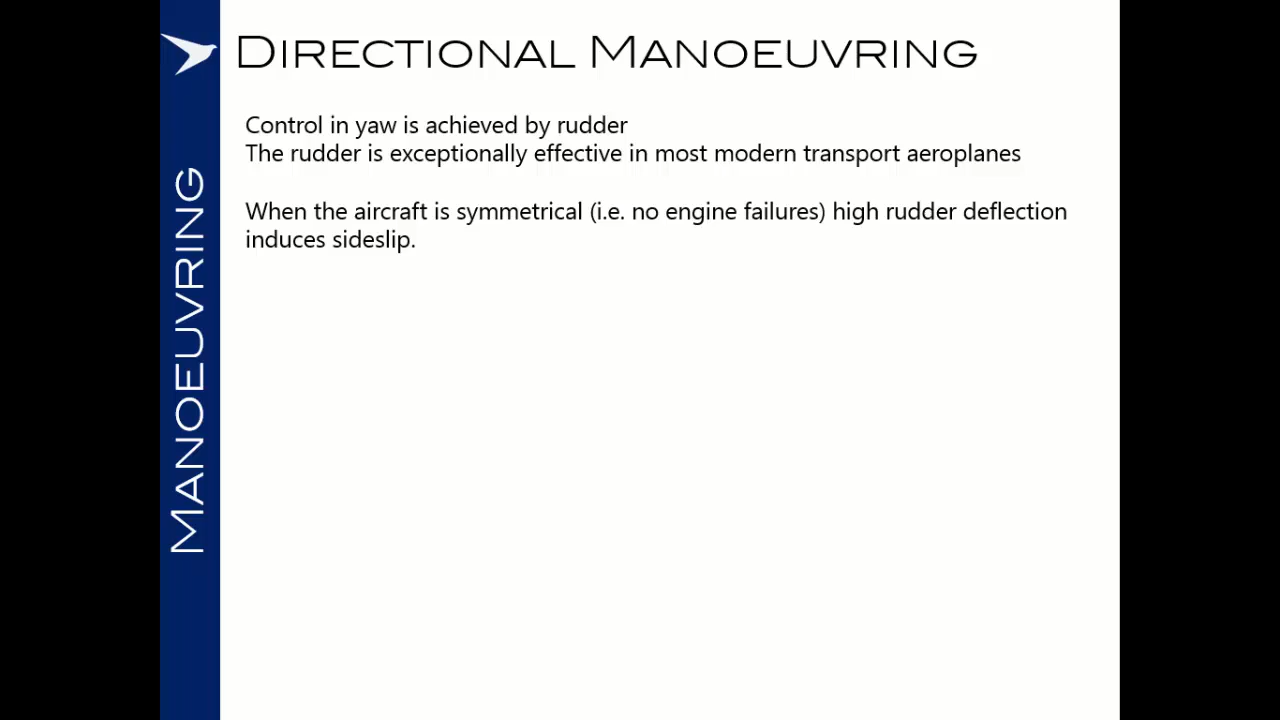 DIRECTIONAL MANOEUVRING
Control in yaw is achieved by rudder
The rudder is exceptionally effective in most modern transport aeroplanes
When the aircraft is symmetrical (i.e. no engine failures) high rudder deflection
induces sideslip.
MANOEUVRING